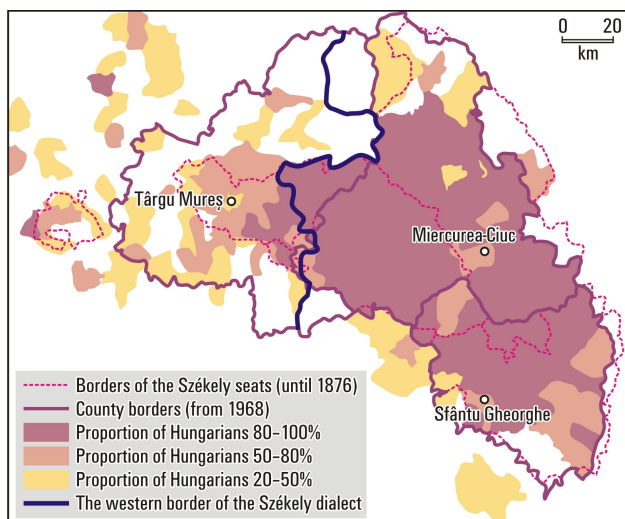 0 20
km
Târgu Mureș
Miercurea-Ciuc
Sfântu Gheorghe
Borders of the Székely seats (until 1876)
County borders (from 1968)
Proportion of Hungarians 80–100%
Proportion of Hungarians 50–80%
Proportion of Hungarians 20–50%
The western border of the Székely dialect